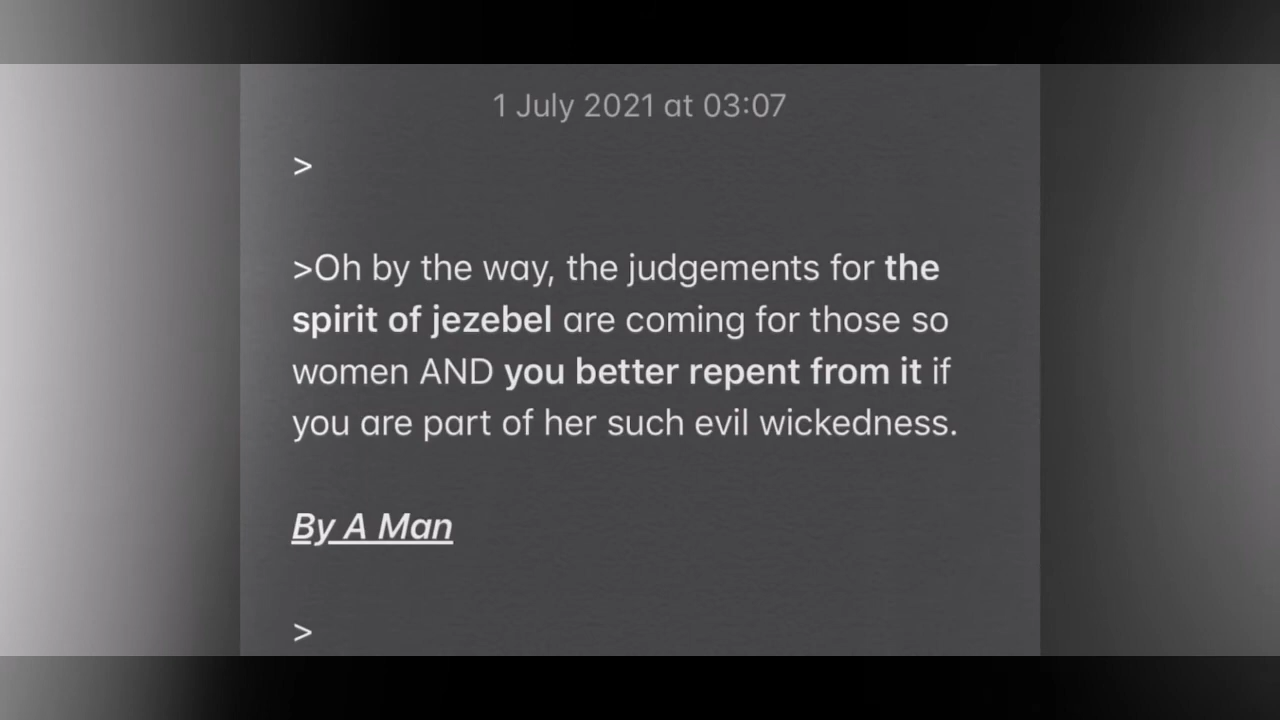 1 July 2021 at 03:07
>
>Oh by the way, the judgements for the
spirit of jezebel are coming for those so
women AND you better repent from it if
you are part of her such evil wickedness.
By A Man
>